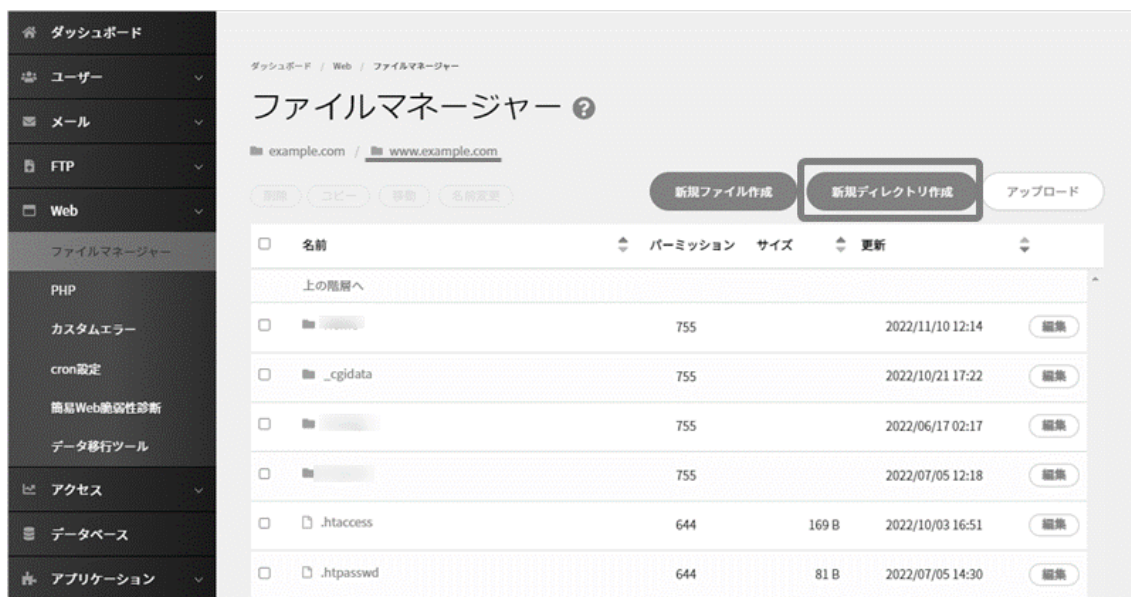 ダッシュボード
ユーザー
メール
FTP
Web
ファイルマネージャー
PHP
カスタムエラー
cron設定
簡易Web脆弱性診断
データ移行ツール
アクセス
データベース
アプリケーション
ダッシュボード / Web / ファイルマネージャー
ファイルマネージャー ?
example.com / www.example.com
削除 コピー 移動 名前変更 新規ファイル作成 新規ディレクトリ作成 アップロード
名前 パーミッション サイズ 更新
上の階層へ
755 2022/11/10 12:14 編集
_cgidata 755 2022/10/21 17:22 編集
755 2022/06/17 02:17 編集
755 2022/07/05 12:18 編集
.htaccess 644 169 B 2022/10/03 16:51 編集
.htpasswd 644 81 B 2022/07/05 14:30 編集